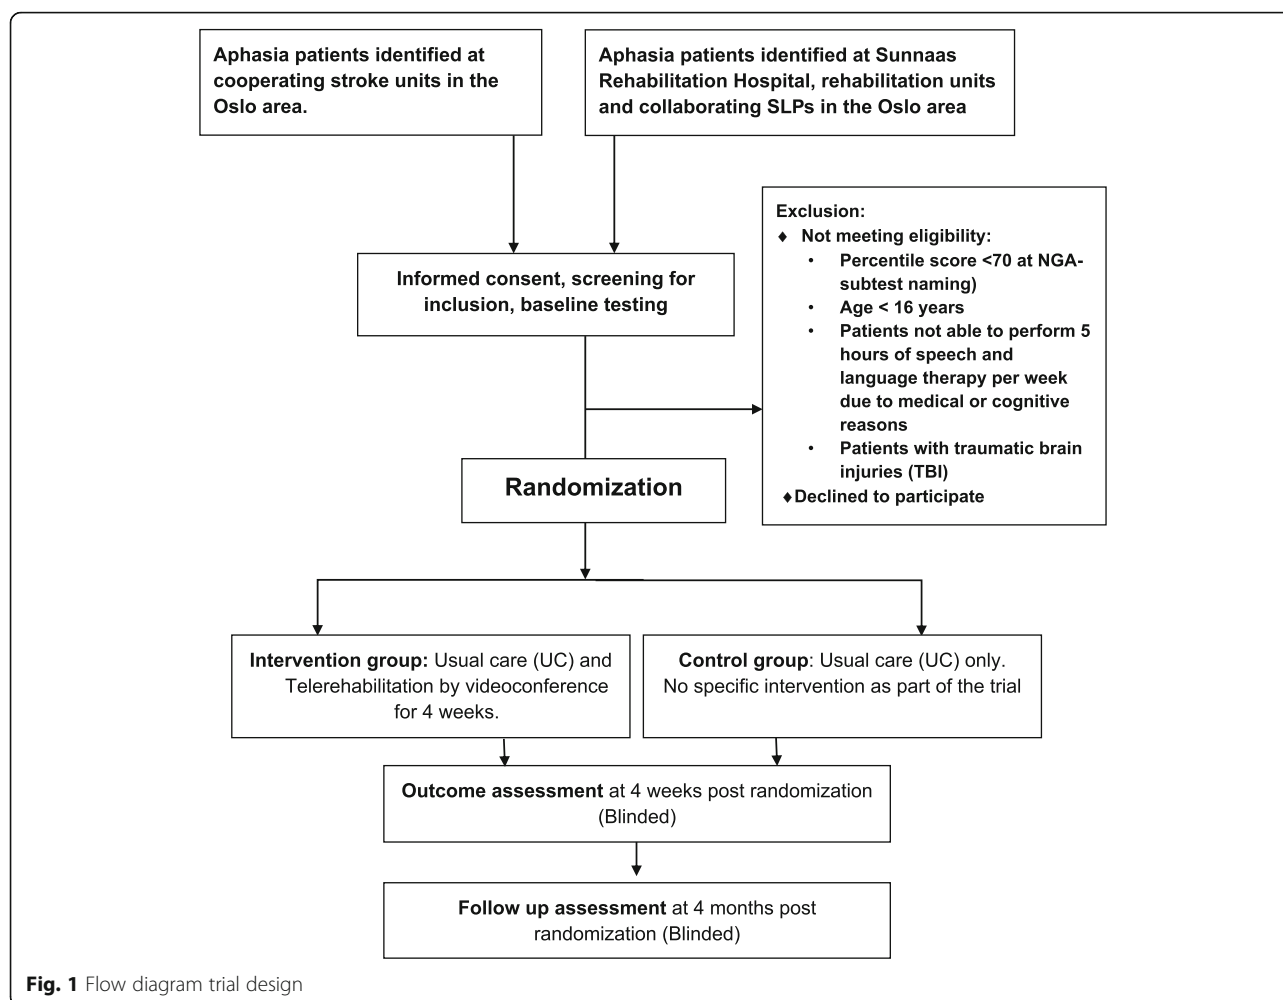 Aphasia patients identified at
cooperating stroke units in the
Oslo area.
Aphasia patients identified at Sunnaas
Rehabilitation Hospital, rehabilitation units
and collaborating SLPs in the Oslo area
Informed consent, screening for
inclusion, baseline testing
Exclusion:
♦ Not meeting eligibility:
• Percentile score <70 at NGA-
subtest naming)
• Age < 16 years
• Patients not able to perform 5
hours of speech and
language therapy per week
due to medical or cognitive
reasons
• Patients with traumatic brain
injuries (TBI)
♦Declined to participate
Randomization
Intervention group: Usual care (UC) and
Telerehabilitation by videoconference
for 4 weeks.
Control group: Usual care (UC) only.
No specific intervention as part of the trial
Outcome assessment at 4 weeks post randomization
(Blinded)
Follow up assessment at 4 months post
randomization (Blinded)
Fig. 1 Flow diagram trial design